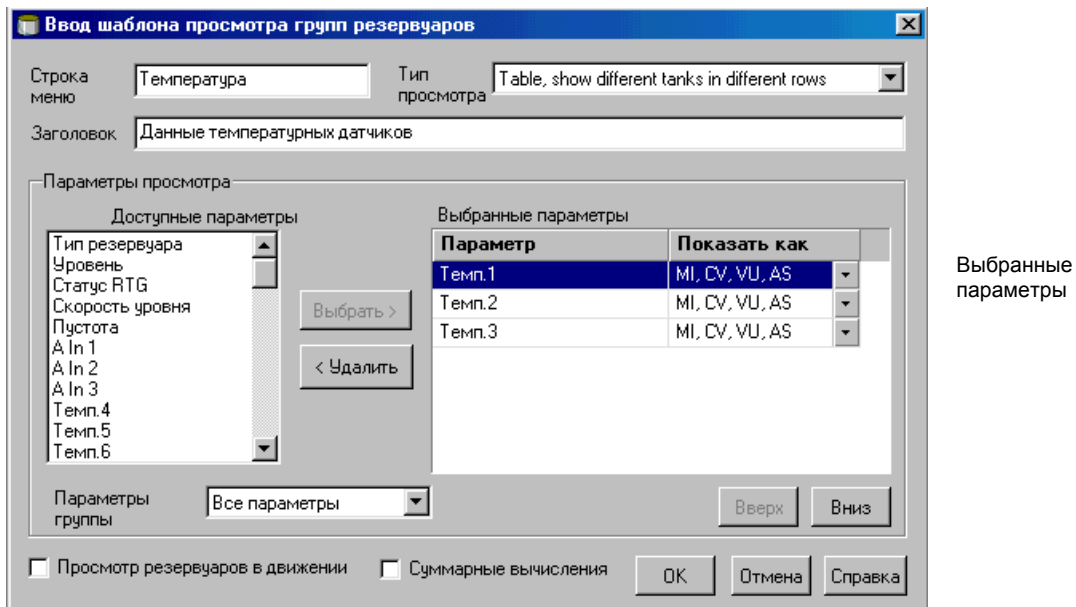 Ввод шаблона просмотра групп резервуаров
Строка меню
Температура
Тип просмотра
Table, show different tanks in different rows
Заголовок
Данные температурных датчиков
Параметры просмотра
Доступные параметры
Тип резервуара
Уровень
Статус RTG
Скорость уровня
Пустота
A In 1
A In 2
A In 3
Темп.4
Темп.5
Темп.6
Выбрать >
< Удалить
Выбранные параметры
Параметр Показать как
Темп.1 MI, CV, VU, AS
Темп.2 MI, CV, VU, AS
Темп.3 MI, CV, VU, AS
Параметры группы
Все параметры
Вверх
Вниз
Просмотр резервуаров в движении
Суммарные вычисления
OK
Отмена
Справка
Выбранные
параметры